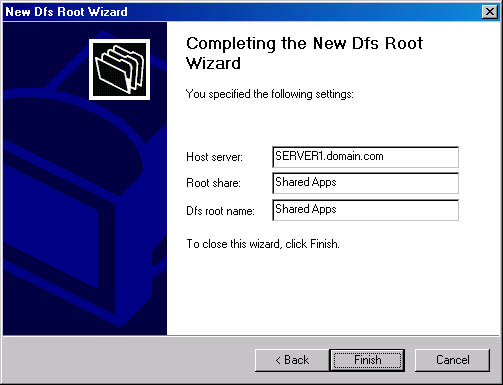 New Dfs Root Wizard
Completing the New Dfs Root
Wizard
You specified the following settings:
Host server: SERVER1.domain.com
Root share: Shared Apps
Dfs root name: Shared Apps
To close this wizard, click Finish.
< Back Finish Cancel